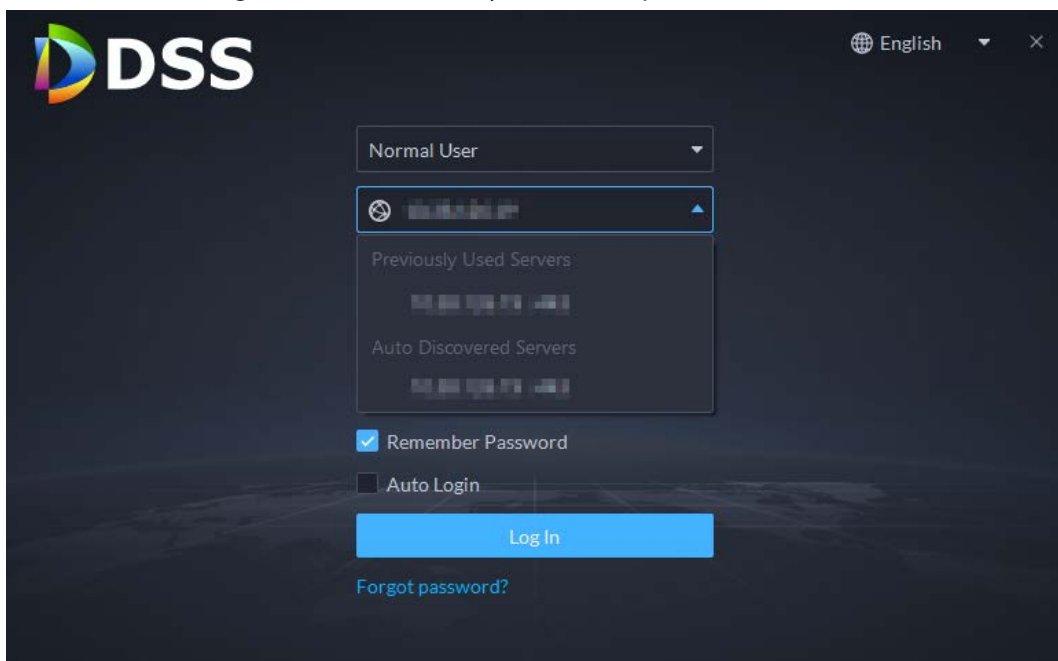 DSS
English
Normal User
Previously Used Servers
Auto Discovered Servers
Remember Password
Auto Login
Log In
Forgot password?